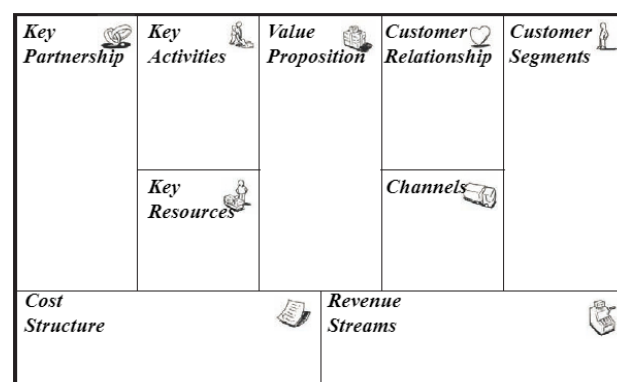 Key
Partnership
Key
Activities
Value
Proposition
Customer
Relationship
Customer
Segments
Key
Resources
Channels
Cost
Structure
Revenue
Streams